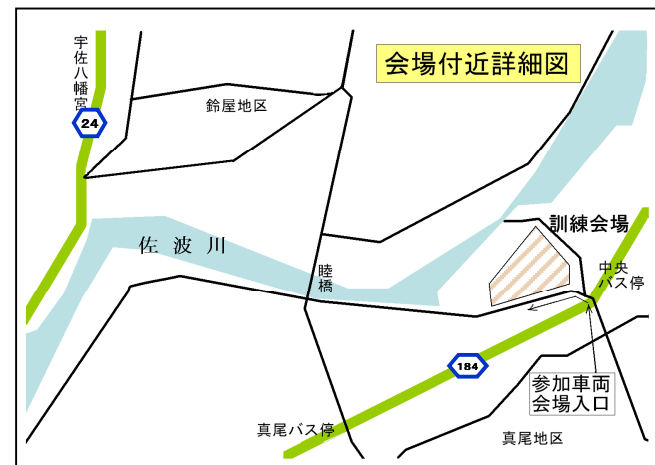 会場付近詳細図
宇佐八幡宮
24
鈴屋地区
佐波川
睦橋
訓練会場
中央
バス停
184
参加車両
会場入口
真尾バス停
真尾地区